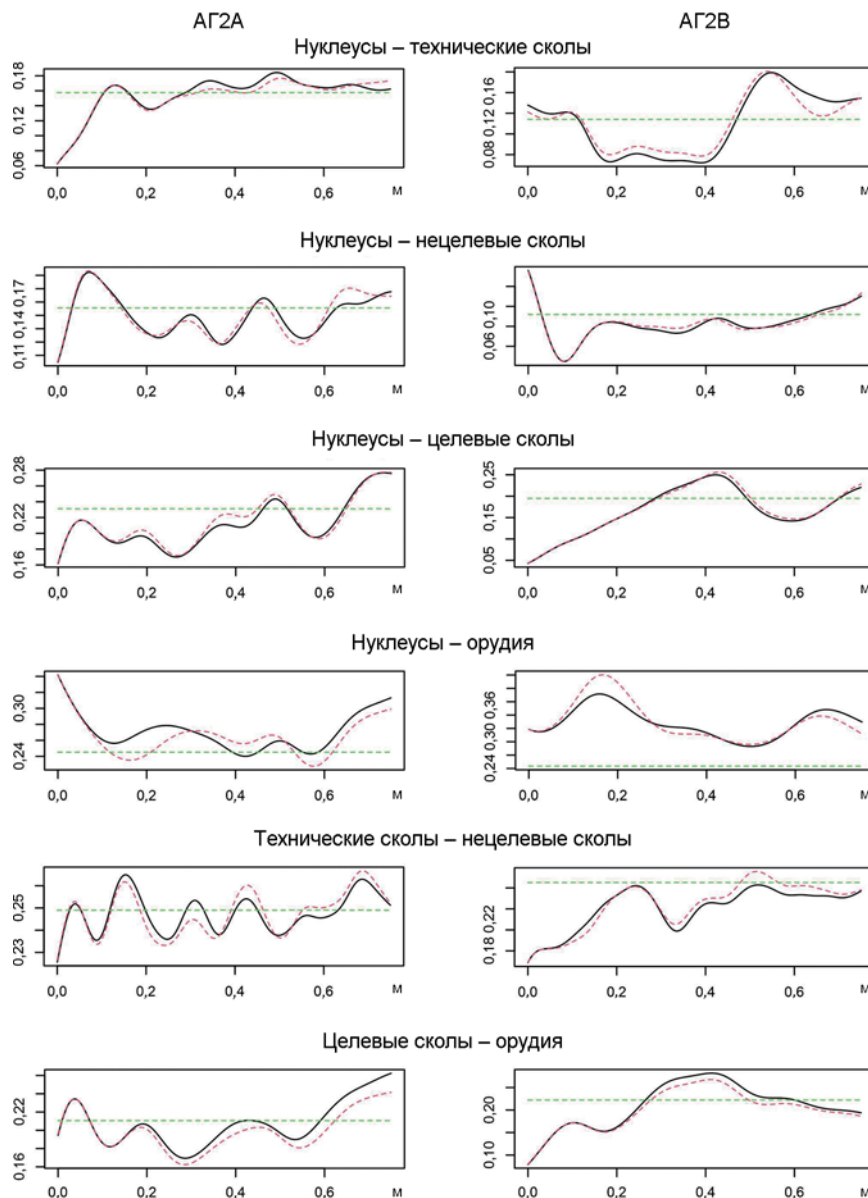 АГ2А АГ2В
Нуклеусы – технические сколы
0,18
0,12
0,06
0,0 0,2 0,4 0,6 м
0,16
0,12
0,08
0,0 0,2 0,4 0,6 м
Нуклеусы – нецелевые сколы
0,17
0,14
0,11
0,0 0,2 0,4 0,6 м
0,10
0,06
0,0 0,2 0,4 0,6 м
Нуклеусы – целевые сколы
0,28
0,22
0,16
0,0 0,2 0,4 0,6 м
0,25
0,15
0,05
0,0 0,2 0,4 0,6 м
Нуклеусы – орудия
0,30
0,24
0,0 0,2 0,4 0,6 м
0,36
0,30
0,24
0,0 0,2 0,4 0,6 м
Технические сколы – нецелевые сколы
0,25
0,23
0,0 0,2 0,4 0,6 м
0,22
0,18
0,0 0,2 0,4 0,6 м
Целевые сколы – орудия
0,22
0,16
0,0 0,2 0,4 0,6 м
0,20
0,10
0,0 0,2 0,4 0,6 м